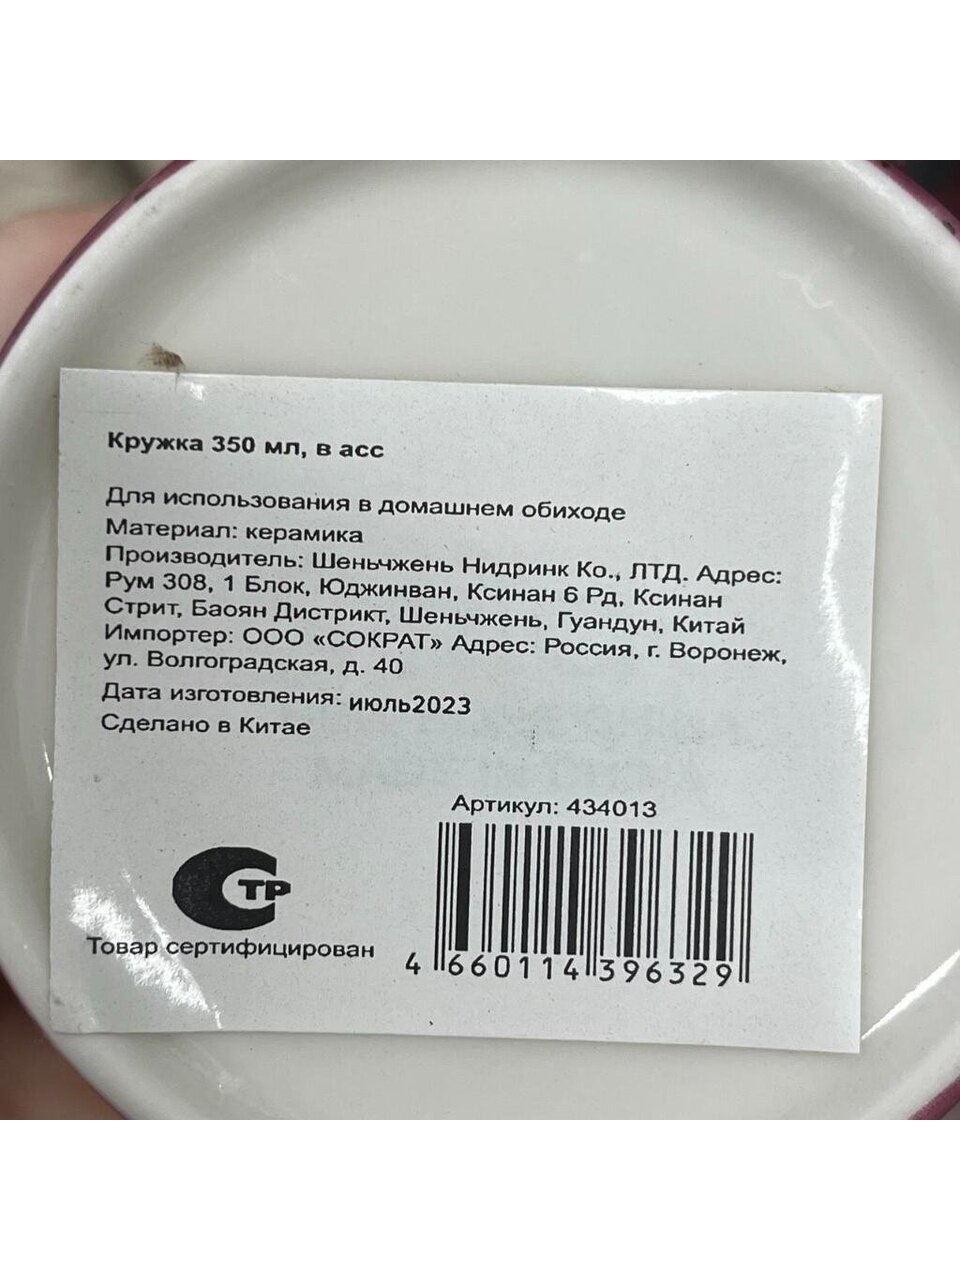 Кружка 350 мл, в асс
Для использования в домашнем обиходе
Материал: керамика
Производитель: Шеньчжень Нидринк Ко., ЛТД. Адрес:
Рум 308, 1 Блок, Юджинван, Ксинан 6 Рд, Ксинан
Стрит, Баоян Дистрикт, Шеньчжень, Гуандун, Китай
Импортер: ООО «СОКРАТ» Адрес: Россия, г. Воронеж,
ул. Волгоградская, д. 40
Дата изготовления: июль2023
Сделано в Китае
Артикул: 434013
СТР
Товар сертифицирован
4 660114 396329